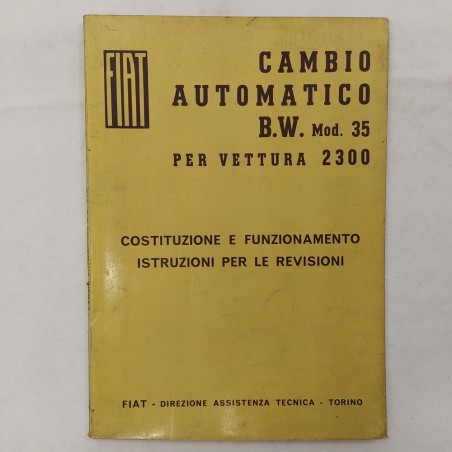 FIAT
CAMBIO
AUTOMATICO
B.W. Mod. 35
PER VETTURA 2300
COSTITUZIONE E FUNZIONAMENTO
ISTRUZIONI PER LE REVISIONI
FIAT - DIREZIONE ASSISTENZA TECNICA - TORINO